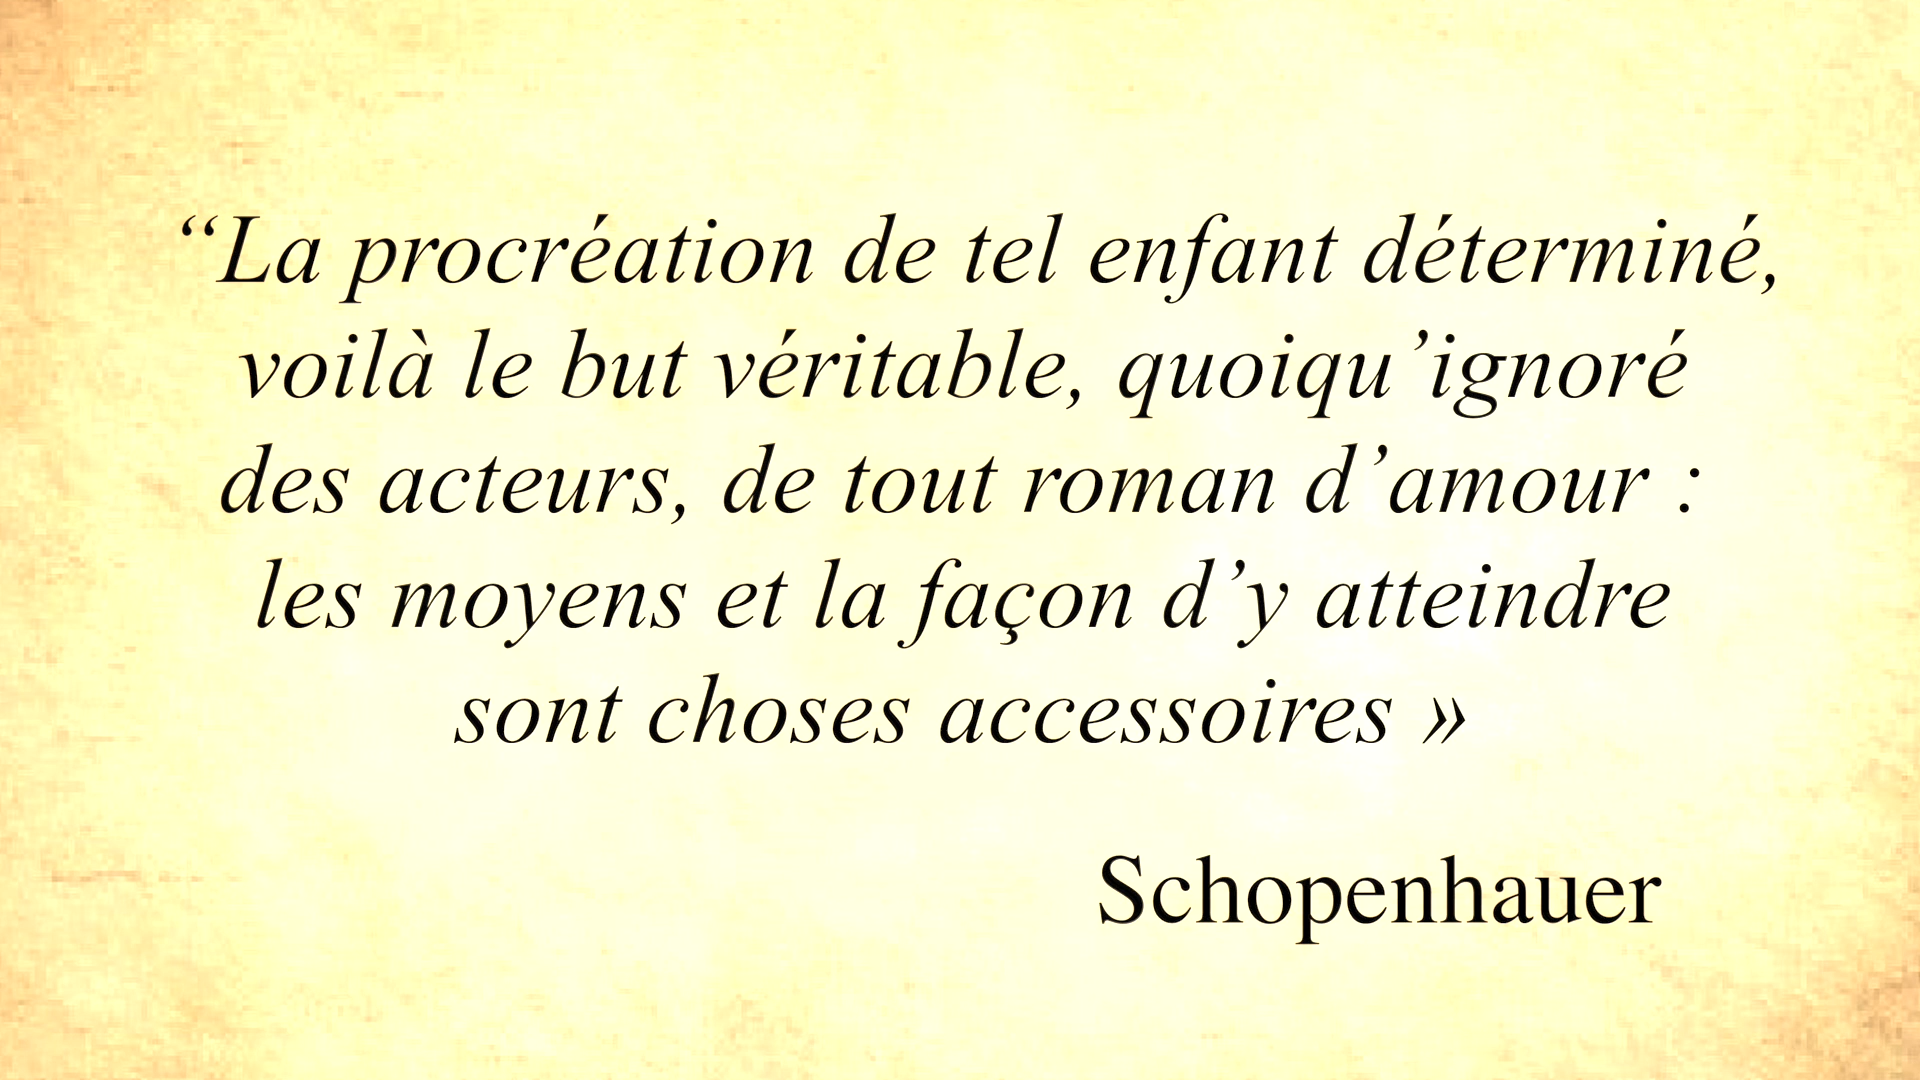 “La procréation de tel enfant déterminé,
voilà le but véritable, quoiqu’ignoré
des acteurs, de tout roman d’amour :
les moyens et la façon d’y atteindre
sont choses accessoires »
Schopenhauer